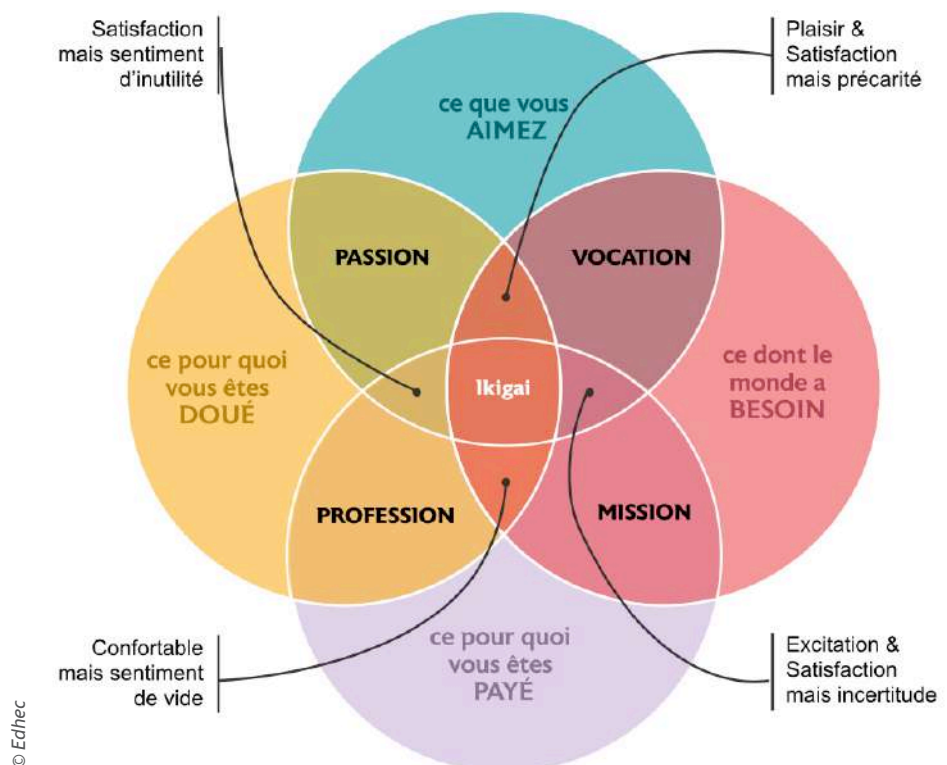 Satisfaction
mais sentiment
d'inutilité
Plaisir &
Satisfaction
mais précarité
ce que vous
AIMEZ
PASSION
VOCATION
ce pour quoi
vous êtes
DOUÉ
Ikigai
ce dont le
monde a
BESOIN
PROFESSION
MISSION
Confortable
mais sentiment
de vide
ce pour quoi
vous êtes
PAYÉ
Excitation &
Satisfaction
mais incertitude
© Edhec